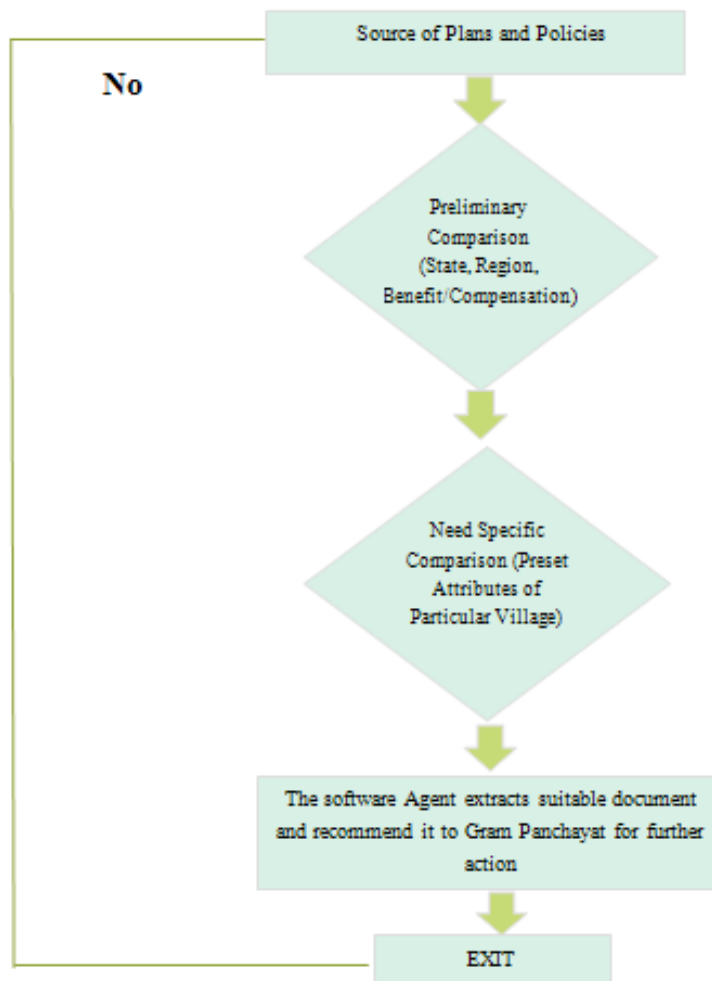 Source of Plans and Policies
No
Preliminary
Comparison
(State, Region,
Benefit/Compensation)
Need Specific
Comparison (Preset
Attributes of
Particular Village)
The software Agent extracts suitable document
and recommend it to Gram Panchayat for further
action
EXIT